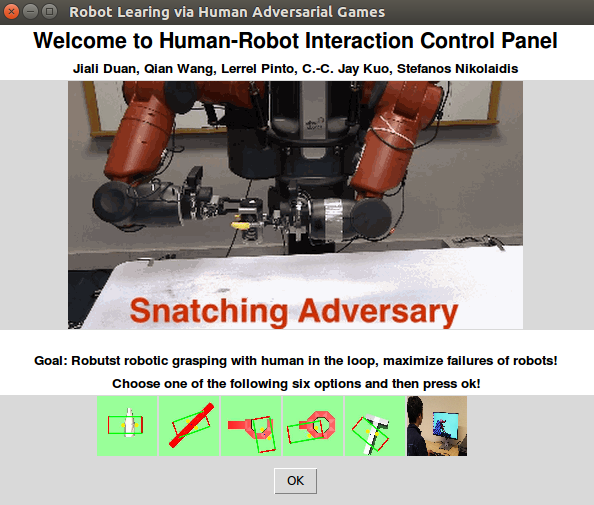 Robot Learing via Human Adversarial Games
Welcome to Human-Robot Interaction Control Panel
Jiali Duan, Qian Wang, Lerrel Pinto, C.-C. Jay Kuo, Stefanos Nikolaidis
Snatching Adversary
Goal: Robutst robotic grasping with human in the loop, maximize failures of robots!
Choose one of the following six options and then press ok!
OK